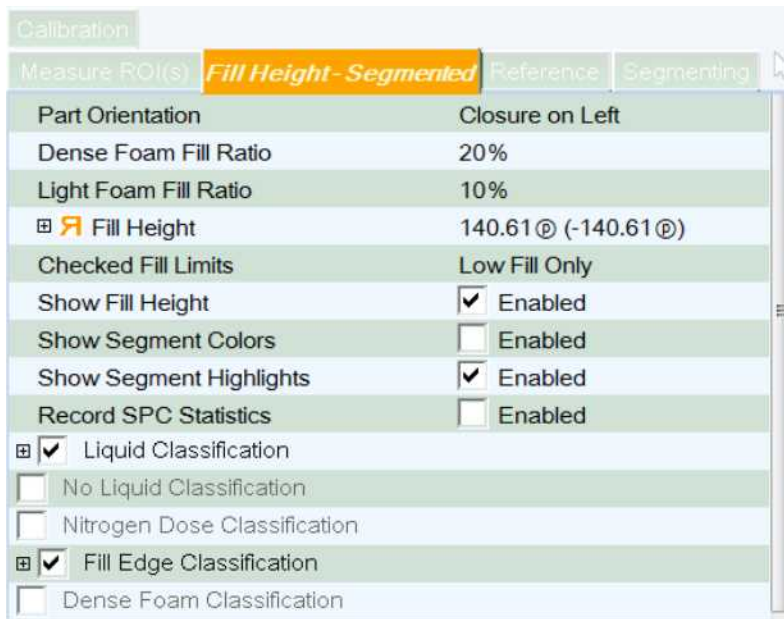 Calibration
Measure ROI(s) Fill Height - Segmented Reference Segmenting
Part Orientation Closure on Left
Dense Foam Fill Ratio 20%
Light Foam Fill Ratio 10%
Я Fill Height 140.61ⓟ (-140.61ⓟ)
Checked Fill Limits Low Fill Only
Show Fill Height Enabled
Show Segment Colors Enabled
Show Segment Highlights Enabled
Record SPC Statistics Enabled
Liquid Classification
No Liquid Classification
Nitrogen Dose Classification
Fill Edge Classification
Dense Foam Classification